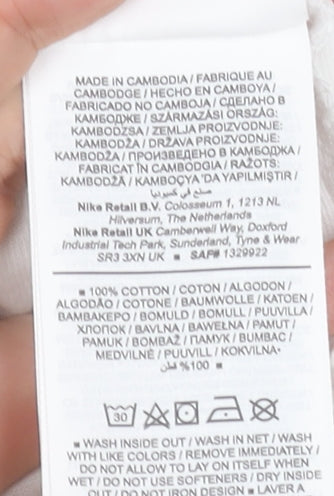 MADE IN CAMBODIA / FABRIQUE AU
CAMBODGE / HECHO EN CAMBOYA /
FABRICADO NO CAMBOJA / СДЕЛАНО В
КАМБОДЖЕ / SZÁRMAZÁSI ORSZÁG:
KAMBODZSA / ZEMLJA PROIZVODNJE:
KAMBODŽA / DRŽAVA PROIZVODNJE:
KAMBODŽA / ПРОИЗВЕДЕНО В КАМБОДЖА /
FABRICAT ÎN CAMBODGIA / RAŽOTS:
KAMBODŽĀ / KAMBOÇYA 'DA YAPILMIŞTIR /
صنع في كمبوديا
Nike Retail B.V. Colosseum 1, 1213 NL
Hilversum, The Netherlands
Nike Retail UK Camberwell Way, Doxford
Industrial Tech Park, Sunderland, Tyne & Wear
SR3 3XN UK ▪ SAP# 1329922
▪ 100% COTTON / COTON / ALGODON /
ALGODÃO / COTONE / BAUMWOLLE / KATOEN /
ΒΑΜΒΑΚΕΡΟ / BOMULD / BOMULL / PUUVILLA /
ХЛОПОК / BAVLNA / BAWEŁNA / PAMUT /
PAMUK / BOMBAŽ / ПАМУК / BUMBAC /
MEDVILNĖ / PUUVILL / KOKVILNA▪
▪ %100 قطن
30
▪ WASH INSIDE OUT / WASH IN NET / WASH
WITH LIKE COLORS / REMOVE IMMEDIATELY /
DO NOT ALLOW TO LAY ON ITSELF WHEN
WET / DO NOT USE SOFTENERS / DRY INSIDE
OUT / DO NOT IRON DESIGN ▪ LAVER A